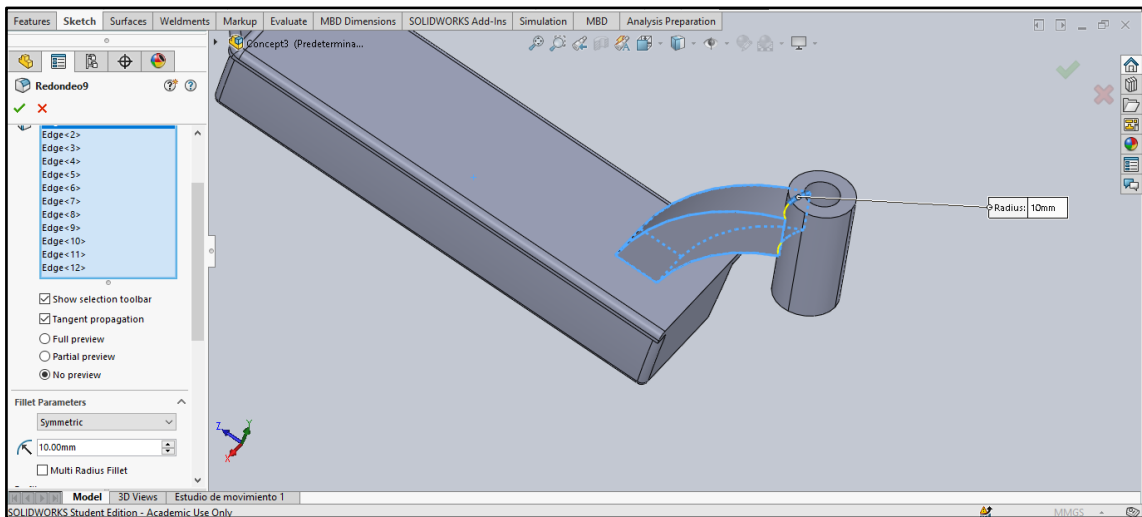 Features Sketch Surfaces Weldments Markup Evaluate MBD Dimensions SOLIDWORKS Add-Ins Simulation MBD Analysis Preparation
Concept3 (Predetermina...
Redondeo9
Edge<2>
Edge<3>
Edge<4>
Edge<5>
Edge<6>
Edge<7>
Edge<8>
Edge<9>
Edge<10>
Edge<11>
Edge<12>
Radius: 10mm
Show selection toolbar
Tangent propagation
Full preview
Partial preview
No preview
Fillet Parameters
Symmetric
10.00mm
Multi Radius Fillet
Z Y X
Model 3D Views Estudio de movimiento 1
SOLIDWORKS Student Edition - Academic Use Only MMGS